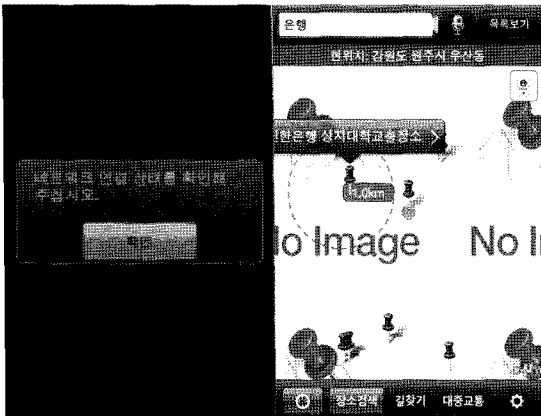 네트워크 연결 상태를 확인해
주십시오.
확인
은행
목록보기
현위치: 강원도 원주시 우산동
한은행 상지대학교출장소
1.0km
No Image
No I
장소검색
길찾기
대중교통